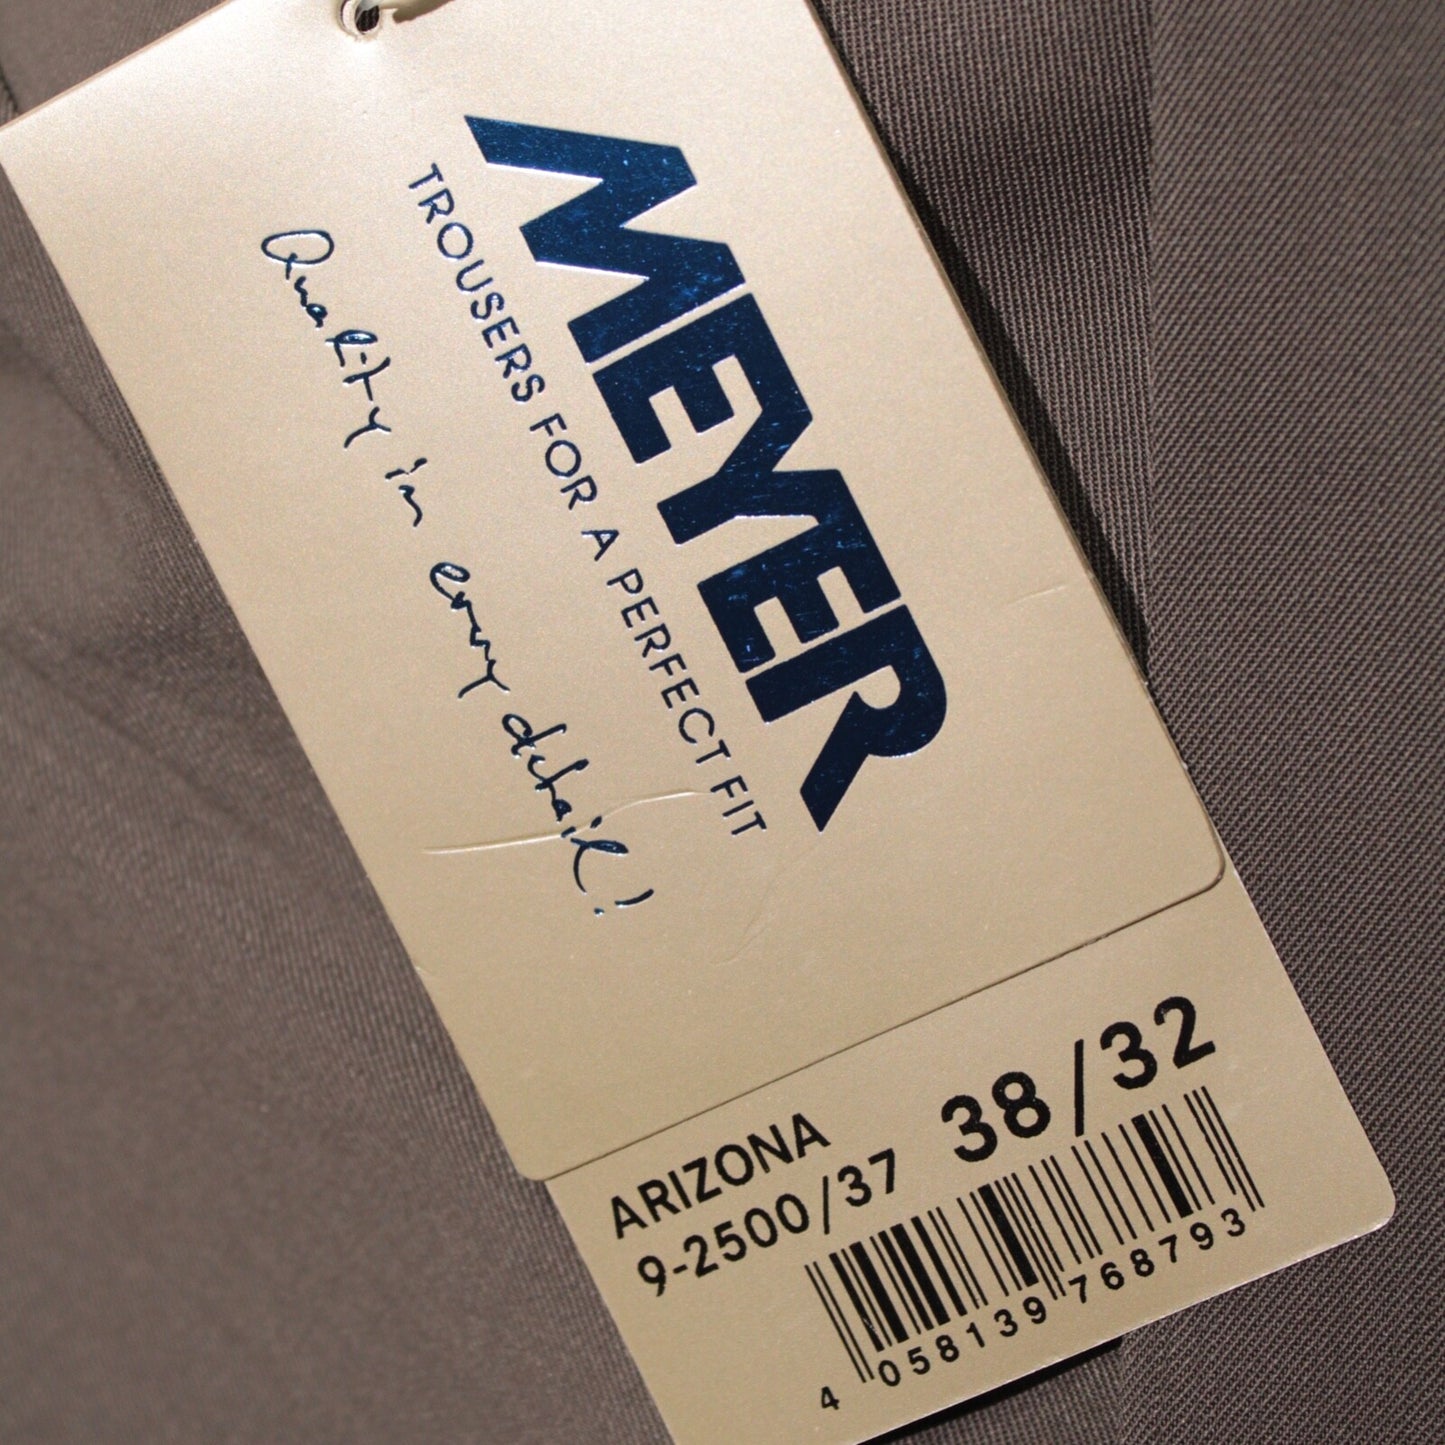 MEYER
TROUSERS FOR A PERFECT FIT
Quality in every detail!
ARIZONA
9-2500/37
38/32
4 058139 768793